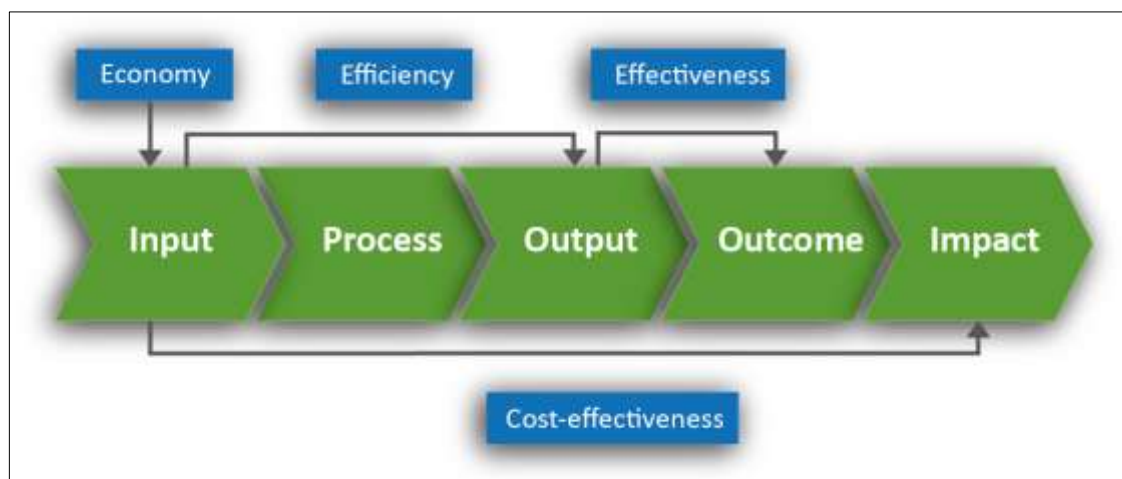 Economy
Efficiency
Effectiveness
Input
Process
Output
Outcome
Impact
Cost-effectiveness